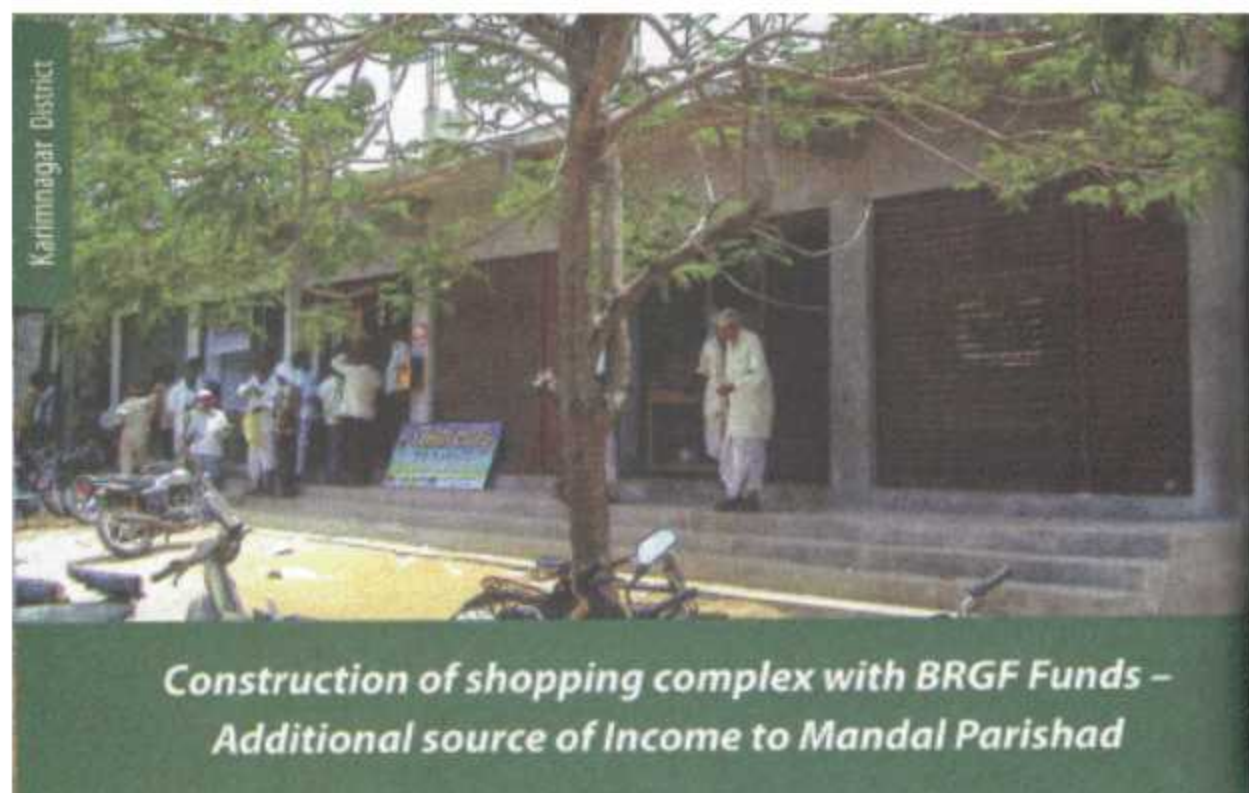 Karimnagar District
Construction of shopping complex with BRGF Funds –
Additional source of Income to Mandal Parishad